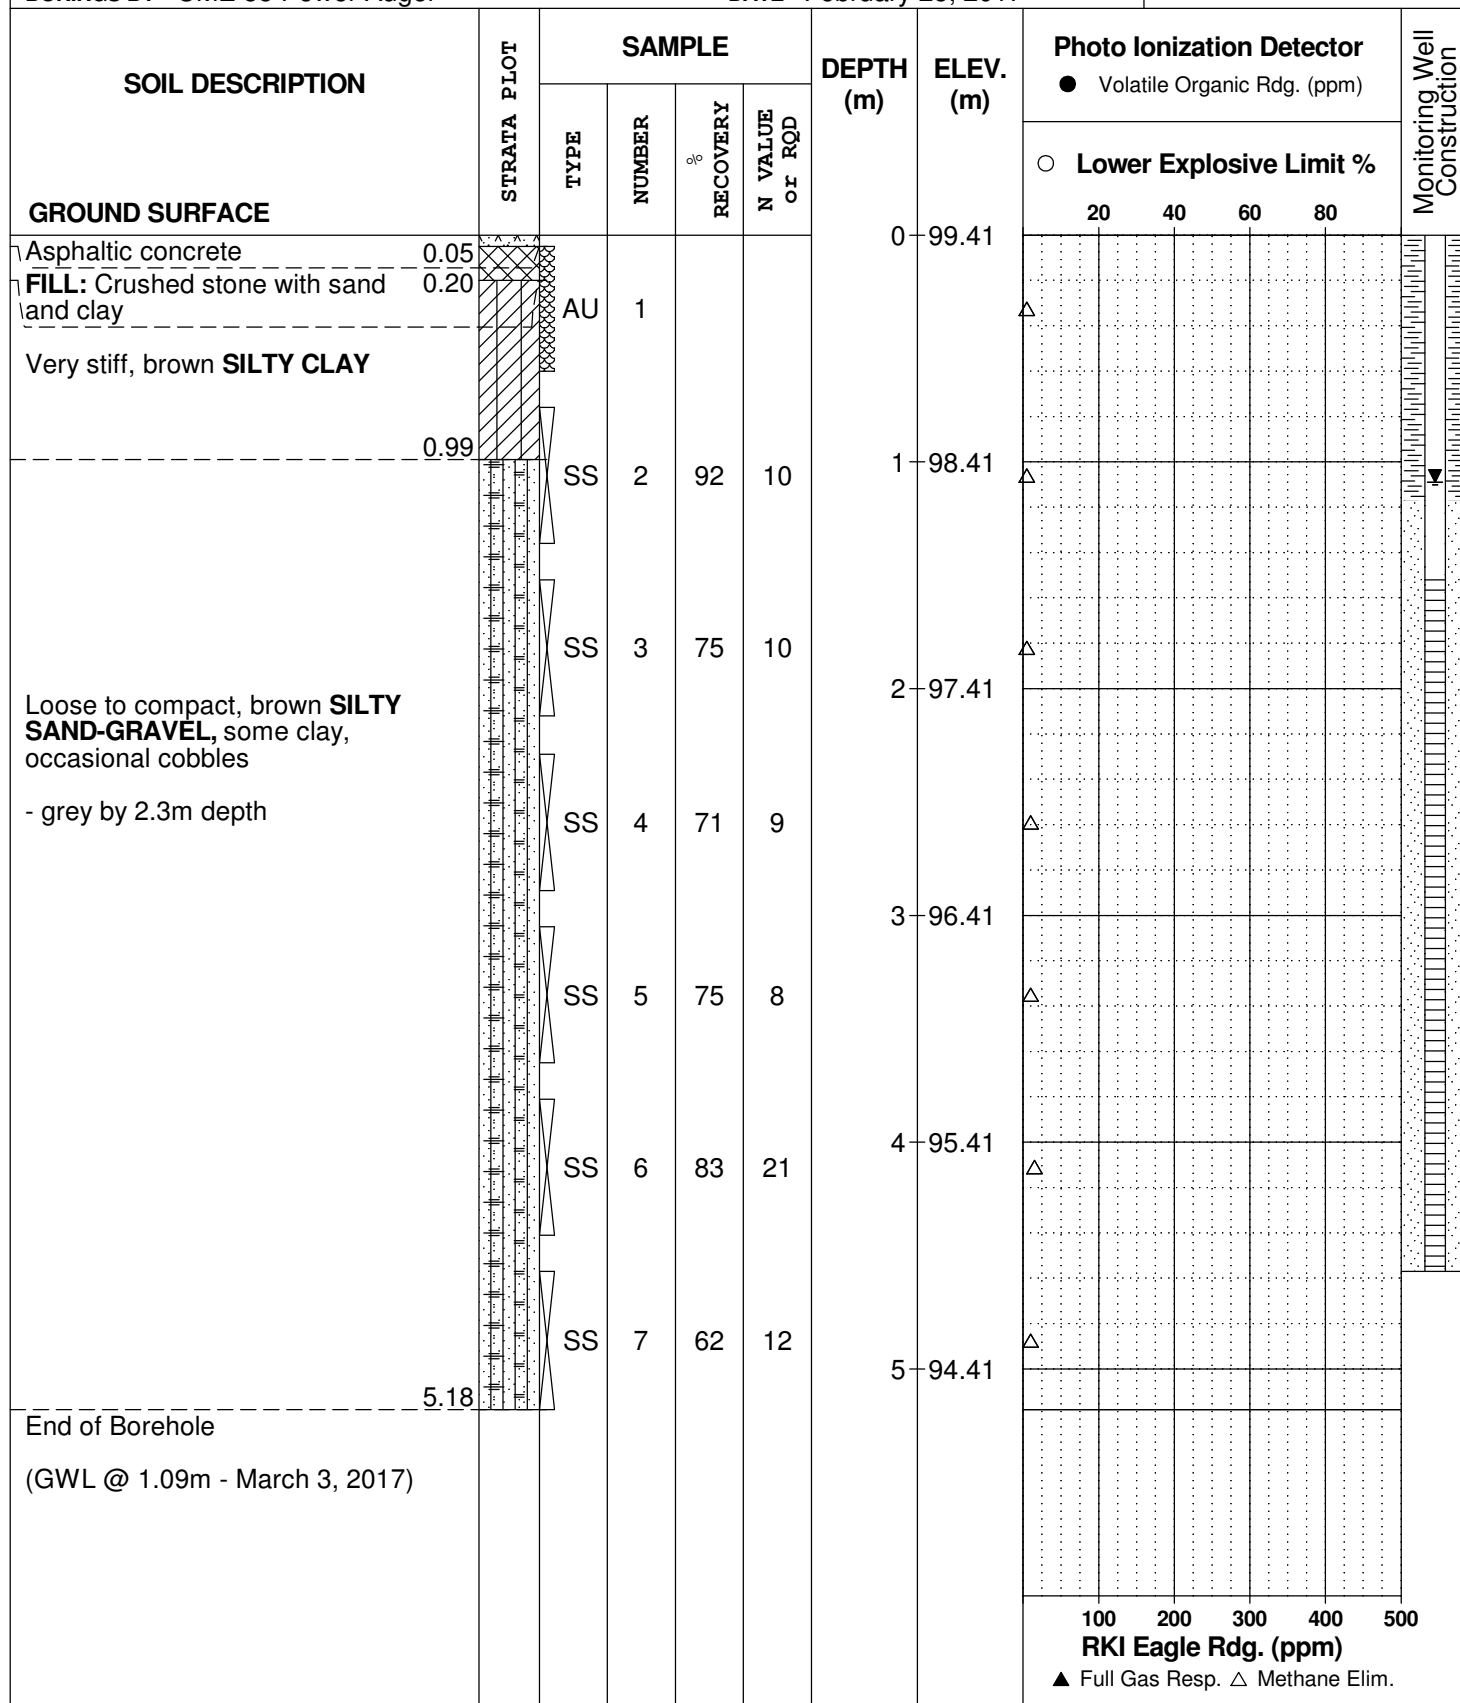 SOIL DESCRIPTION
GROUND SURFACE
STRATA PLOT
SAMPLE
TYPE
NUMBER
% RECOVERY
N VALUE
or RQD
DEPTH
(m)
ELEV.
(m)
Photo Ionization Detector
● Volatile Organic Rdg. (ppm)
○ Lower Explosive Limit %
20 40 60 80
Monitoring Well
Construction
0 99.41
Asphaltic concrete 0.05
FILL: Crushed stone with sand 0.20
and clay
AU 1
Very stiff, brown SILTY CLAY
0.99
1 98.41
SS 2 92 10
SS 3 75 10
2 97.41
Loose to compact, brown SILTY
SAND-GRAVEL, some clay,
occasional cobbles
- grey by 2.3m depth
SS 4 71 9
3 96.41
SS 5 75 8
4 95.41
SS 6 83 21
SS 7 62 12
5 94.41
5.18
End of Borehole
(GWL @ 1.09m - March 3, 2017)
100 200 300 400 500
RKI Eagle Rdg. (ppm)
▲ Full Gas Resp. △ Methane Elim.